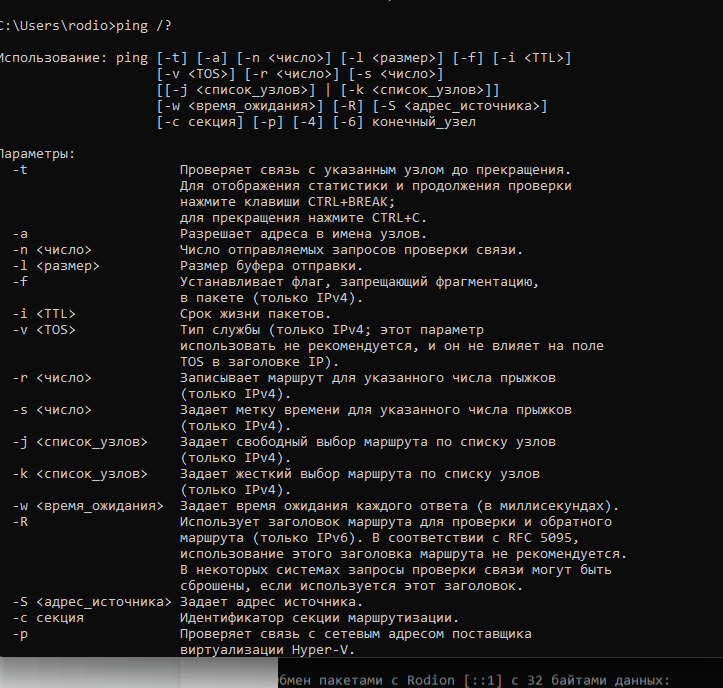 C:\Users\rodio>ping /?
Использование: ping [-t] [-a] [-n <число>] [-l <размер>] [-f] [-i <TTL>]
[-v <TOS>] [-r <число>] [-s <число>]
[[-j <список_узлов>] | [-k <список_узлов>]]
[-w <время_ожидания>] [-R] [-S <адрес_источника>]
[-c секция] [-p] [-4] [-6] конечный_узел
Параметры:
-t Проверяет связь с указанным узлом до прекращения.
Для отображения статистики и продолжения проверки
нажмите клавиши CTRL+BREAK;
для прекращения нажмите CTRL+C.
-a Разрешает адреса в имена узлов.
-n <число> Число отправляемых запросов проверки связи.
-l <размер> Размер буфера отправки.
-f Устанавливает флаг, запрещающий фрагментацию,
в пакете (только IPv4).
-i <TTL> Срок жизни пакетов.
-v <TOS> Тип службы (только IPv4; этот параметр
использовать не рекомендуется, и он не влияет на поле
TOS в заголовке IP).
-r <число> Записывает маршрут для указанного числа прыжков
(только IPv4).
-s <число> Задает метку времени для указанного числа прыжков
(только IPv4).
-j <список_узлов> Задает свободный выбор маршрута по списку узлов
(только IPv4).
-k <список_узлов> Задает жесткий выбор маршрута по списку узлов
(только IPv4).
-w <время_ожидания> Задает время ожидания каждого ответа (в миллисекундах).
-R Использует заголовок маршрута для проверки и обратного
маршрута (только IPv6). В соответствии с RFC 5095,
использование этого заголовка маршрута не рекомендуется.
В некоторых системах запросы проверки связи могут быть
сброшены, если используется этот заголовок.
-S <адрес_источника> Задает адрес источника.
-c секция Идентификатор секции маршрутизации.
-p Проверяет связь с сетевым адресом поставщика
виртуализации Hyper-V.
бмен пакетами с Rodion [::1] с 32 байтами данных: